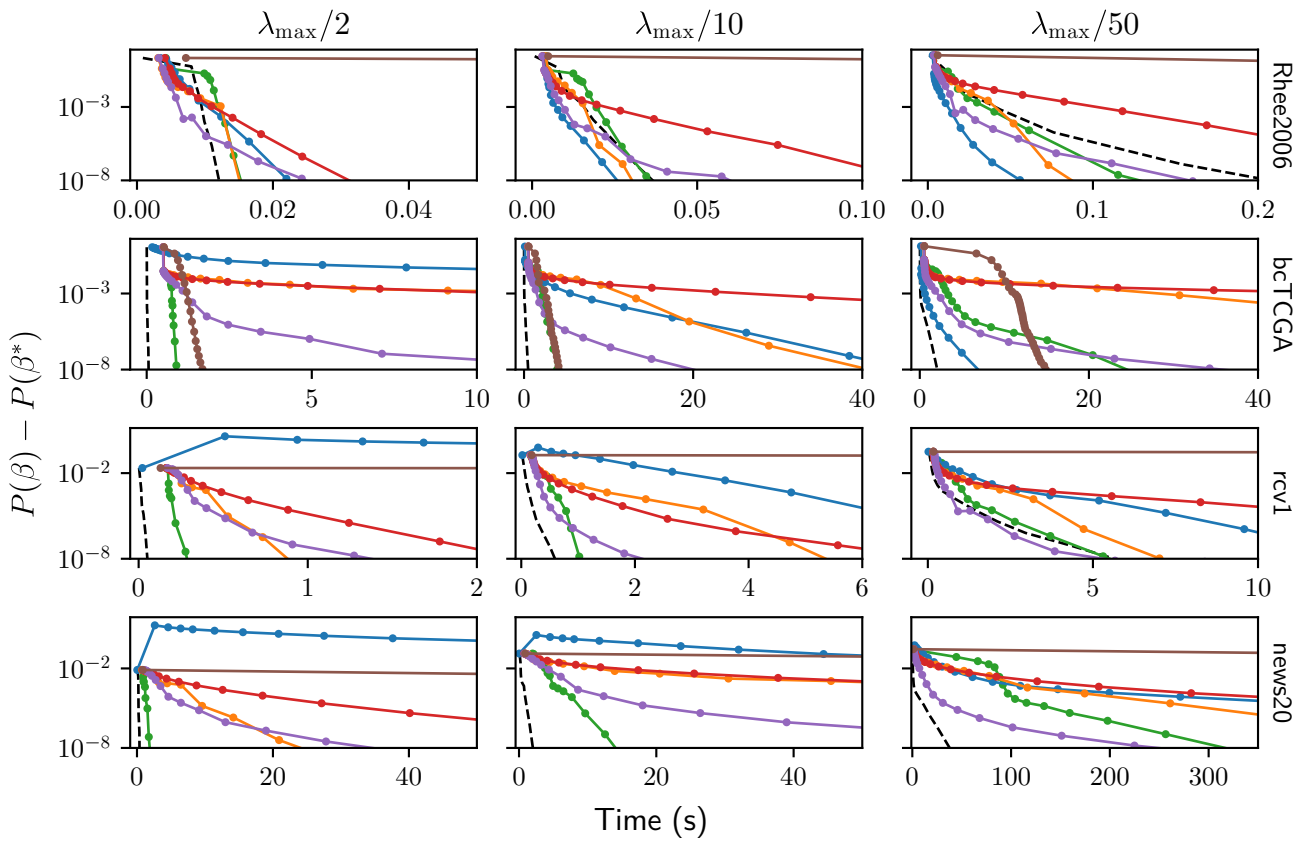 λmax/2 λmax/10 λmax/50
P(β) − P(β*)
10⁻³
10⁻⁸
0.00 0.02 0.04
0.00 0.05 0.10
0.0 0.1 0.2
Rhee2006
10⁻³
10⁻⁸
0 5 10
0 20 40
0 20 40
bcTCGA
10⁻²
10⁻⁸
0 1 2
0 2 4 6
0 5 10
rcv1
10⁻²
10⁻⁸
0 20 40
0 20 40
0 100 200 300
news20
Time (s)